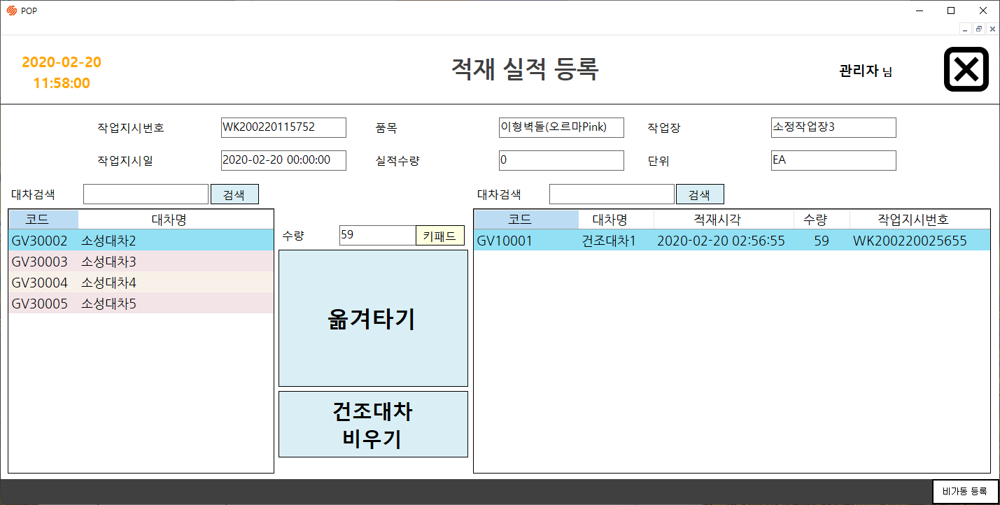 POP
2020-02-20
11:58:00
적재 실적 등록
관리자 님
작업지시번호 WK200220115752 품목 이형벽돌(오르마Pink) 작업장 소정작업장3
작업지시일 2020-02-20 00:00:00 실적수량 0 단위 EA
대차검색 검색 대차검색 검색
코드 대차명
GV30002 소성대차2
GV30003 소성대차3
GV30004 소성대차4
GV30005 소성대차5
수량 59 키패드
옮겨타기
건조대차
비우기
코드 대차명 적재시각 수량 작업지시번호
GV10001 건조대차1 2020-02-20 02:56:55 59 WK200220025655
비가동 등록